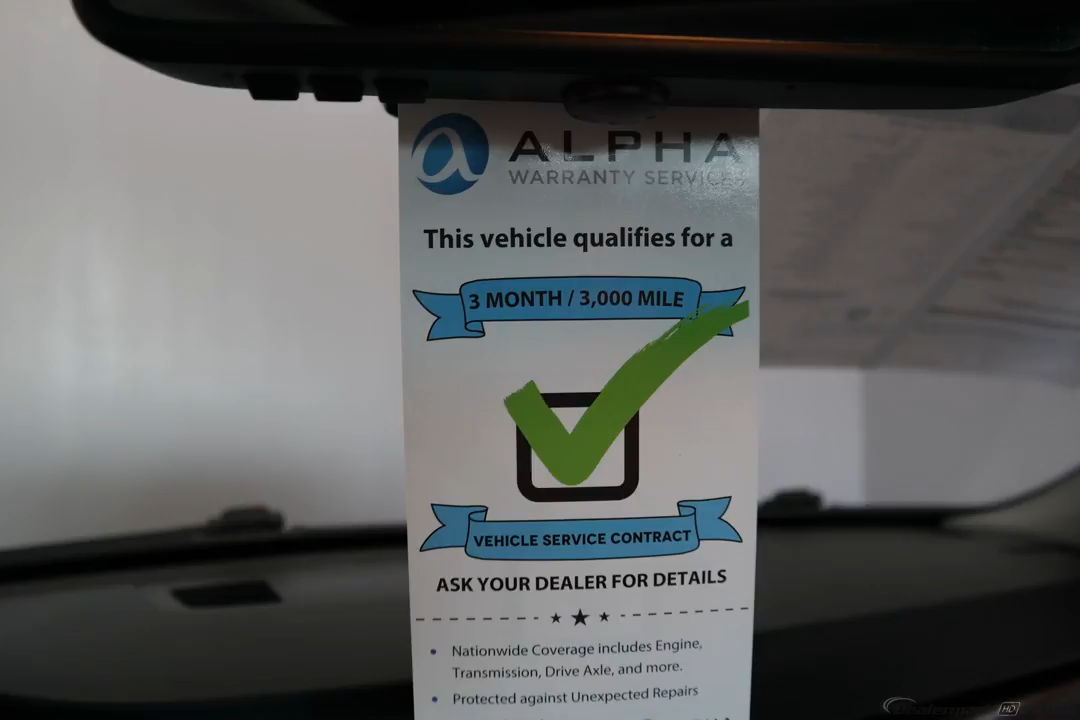 ALPHA
WARRANTY SERVICES
This vehicle qualifies for a
3 MONTH / 3,000 MILE
VEHICLE SERVICE CONTRACT
ASK YOUR DEALER FOR DETAILS
• Nationwide Coverage includes Engine,
Transmission, Drive Axle, and more.
• Protected against Unexpected Repairs
HD